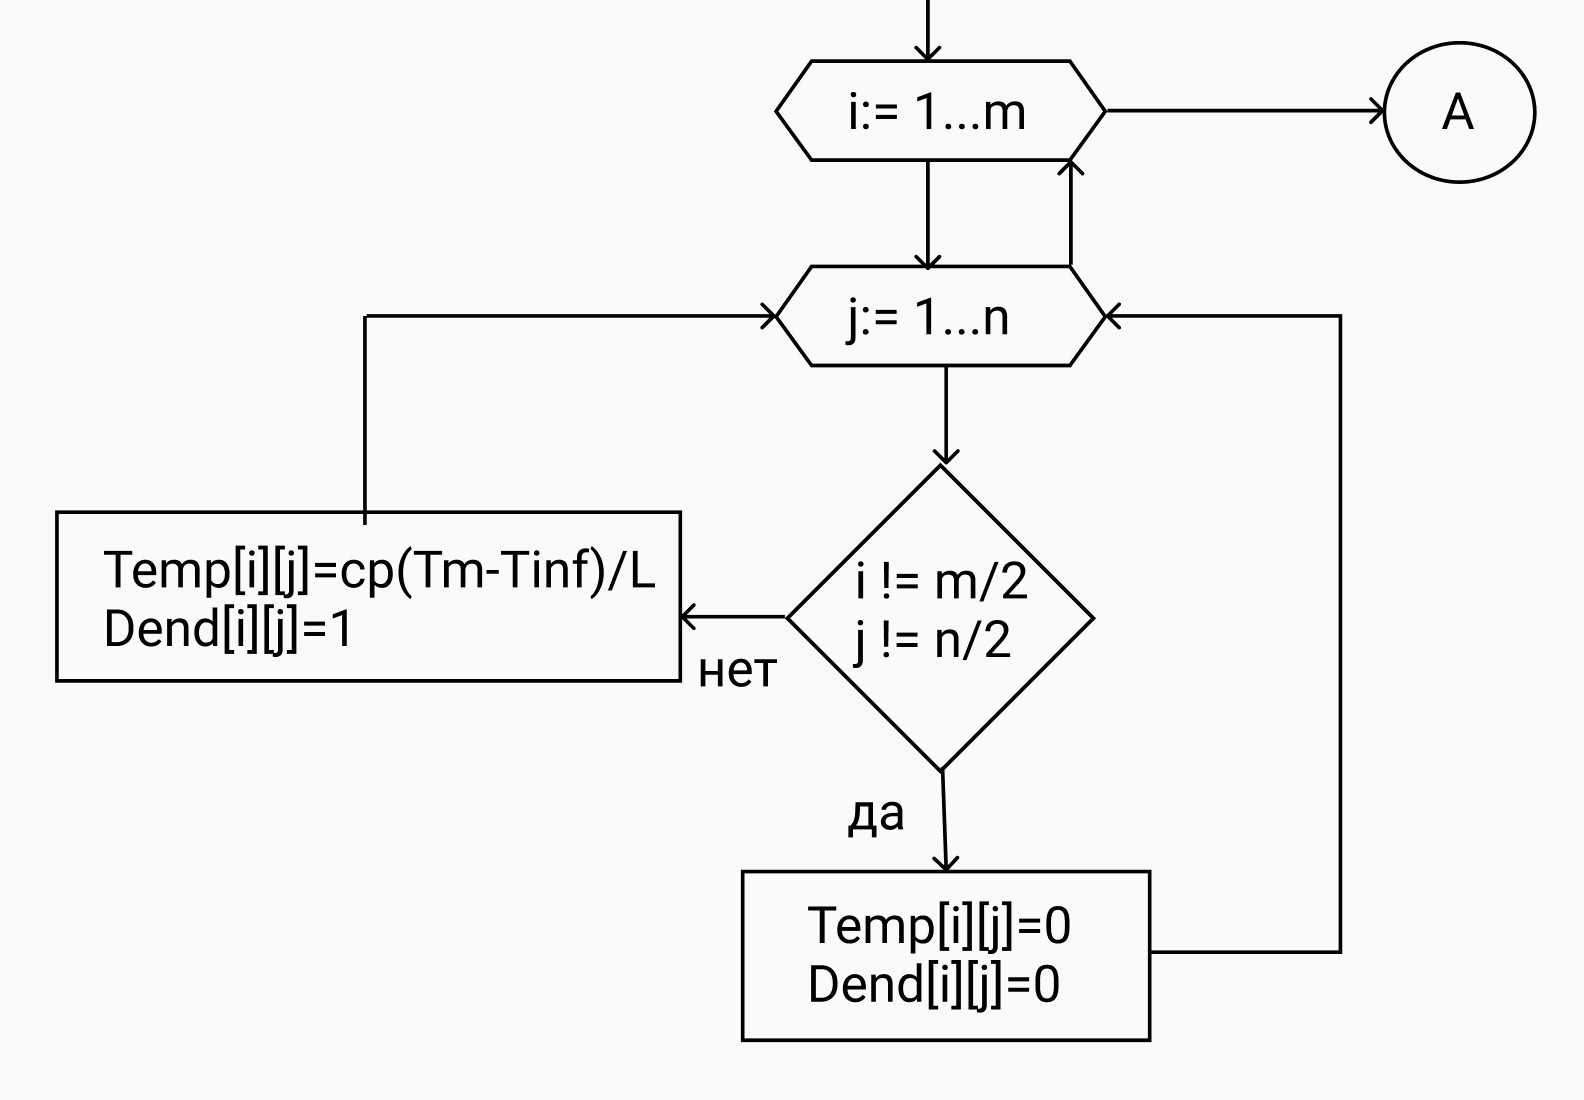 i:= 1...m
A
j:= 1...n
Temp[i][j]=cp(Tm-Tinf)/L
Dend[i][j]=1
i != m/2
j != n/2
нет
да
Temp[i][j]=0
Dend[i][j]=0